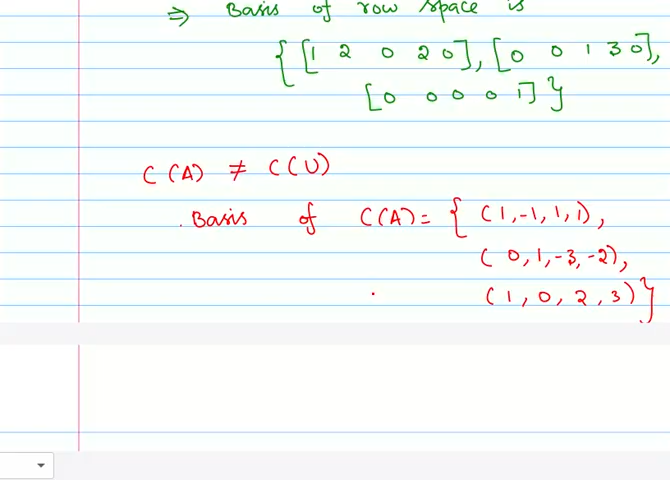 ⇒ Basis of row space is
{ [1 2 0 2 0], [0 0 1 3 0],
[0 0 0 0 1] }
C(A) ≠ C(U)
. Basis of C(A) = { (1, -1, 1, 1),
(0, 1, -3, -2),
(1, 0, 2, 3) }